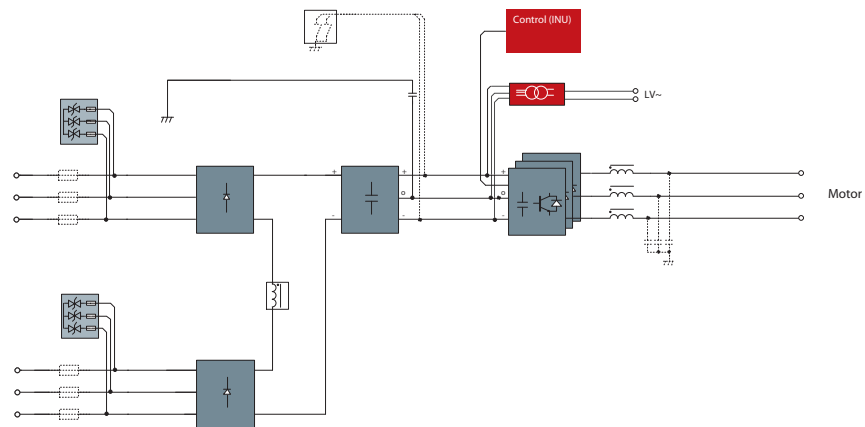 Control (INU)
LV~
+
+
+
o
o
-
-
-
Motor